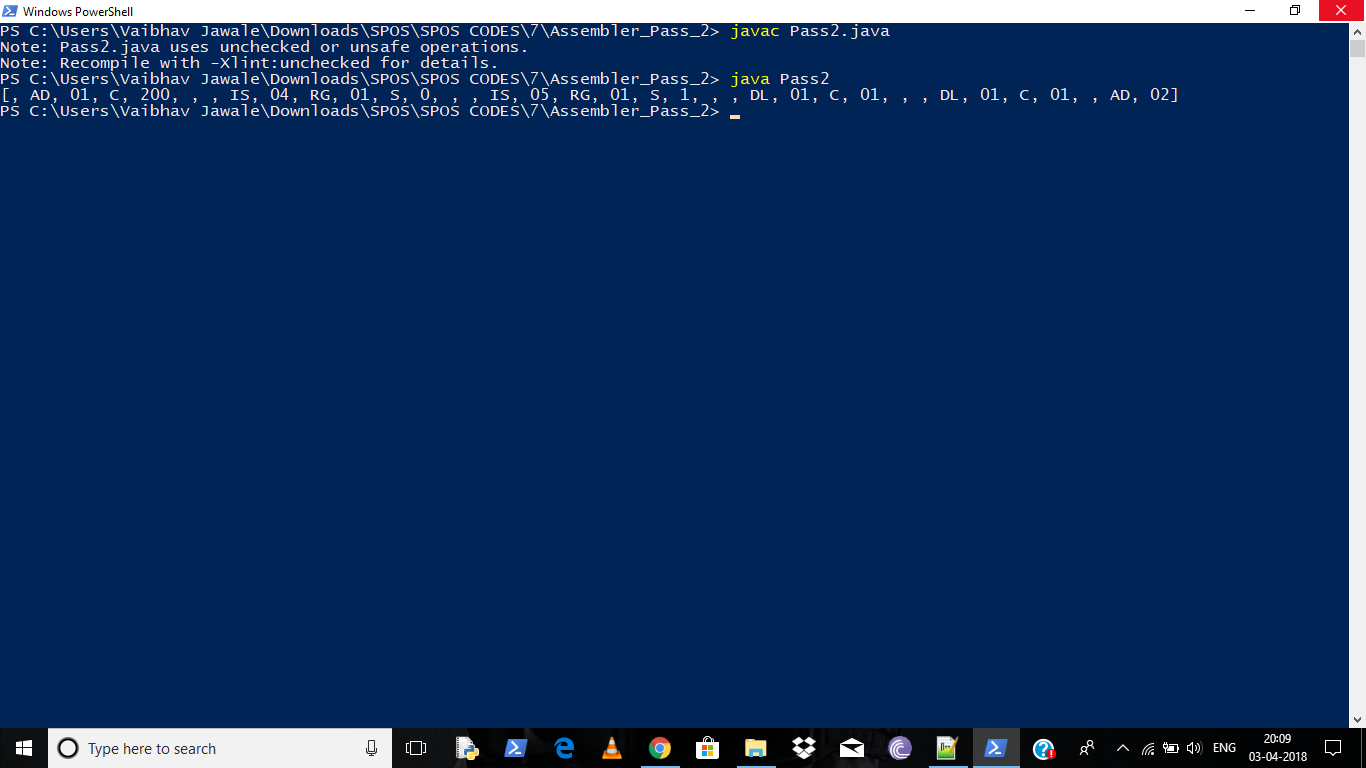 Windows PowerShell
PS C:\Users\Vaibhav Jawale\Downloads\SPOS\SPOS CODES\7\Assembler_Pass_2> javac Pass2.java
Note: Pass2.java uses unchecked or unsafe operations.
Note: Recompile with -Xlint:unchecked for details.
PS C:\Users\Vaibhav Jawale\Downloads\SPOS\SPOS CODES\7\Assembler_Pass_2> java Pass2
[, AD, 01, C, 200, , , IS, 04, RG, 01, S, 0, , , IS, 05, RG, 01, S, 1, , , DL, 01, C, 01, , , DL, 01, C, 01, , AD, 02]
PS C:\Users\Vaibhav Jawale\Downloads\SPOS\SPOS CODES\7\Assembler_Pass_2>
Type here to search
ENG
20:09
03-04-2018